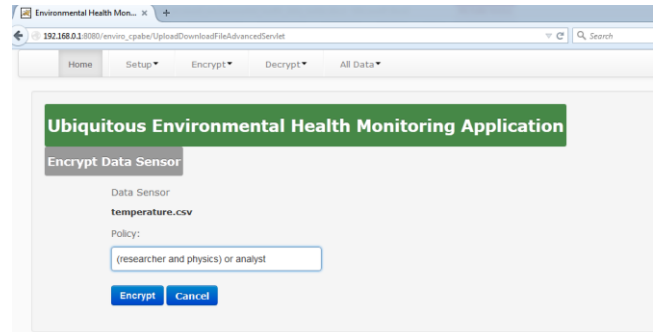 Environmental Health Mon... × +
192.168.0.1:8080/enviro_cpabe/UploadDownloadFileAdvancedServlet Search
Home Setup Encrypt Decrypt All Data
Ubiquitous Environmental Health Monitoring Application
Encrypt Data Sensor
Data Sensor
temperature.csv
Policy:
(researcher and physics) or analyst
Encrypt Cancel